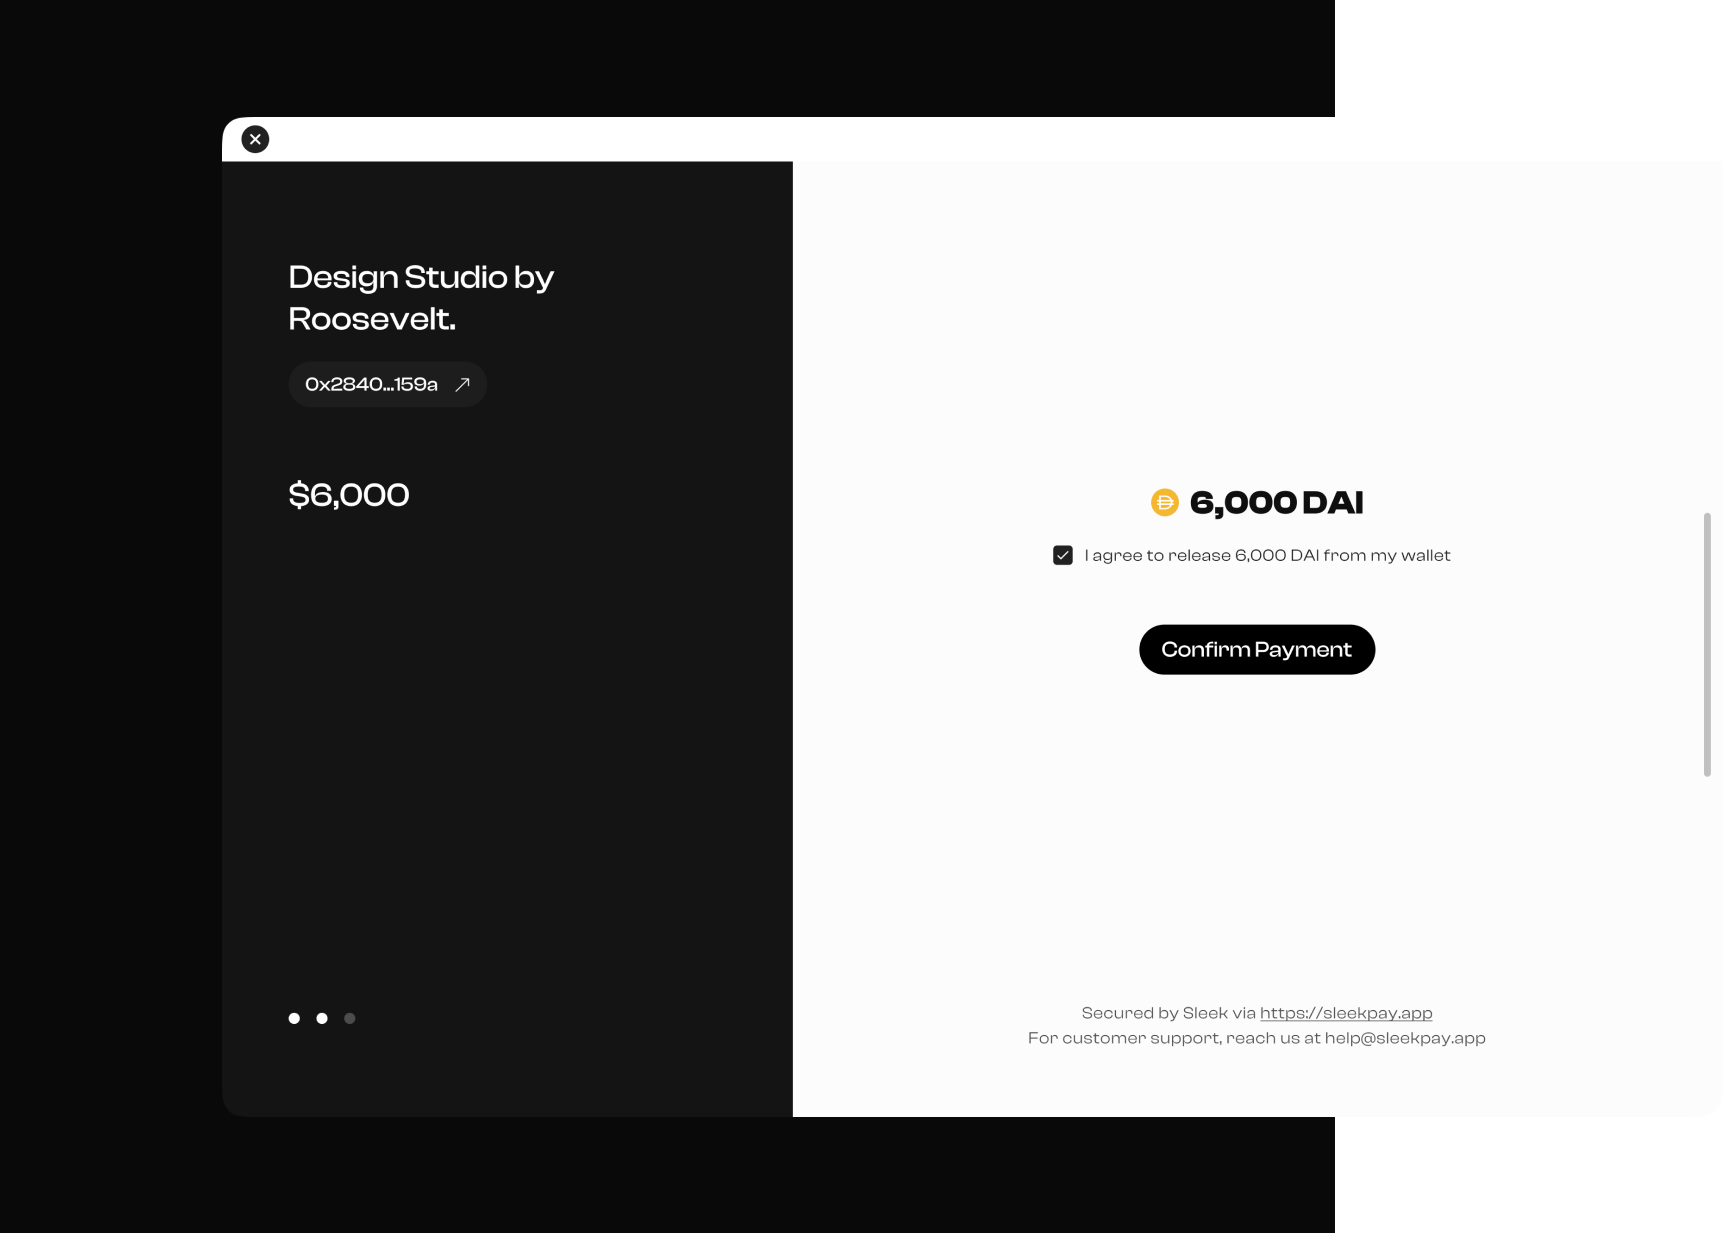 Design Studio by
Roosevelt.
0x2840...159a
$6,000
6,000 DAI
I agree to release 6,000 DAI from my wallet
Confirm Payment
Secured by Sleek via https://sleekpay.app
For customer support, reach us at help@sleekpay.app